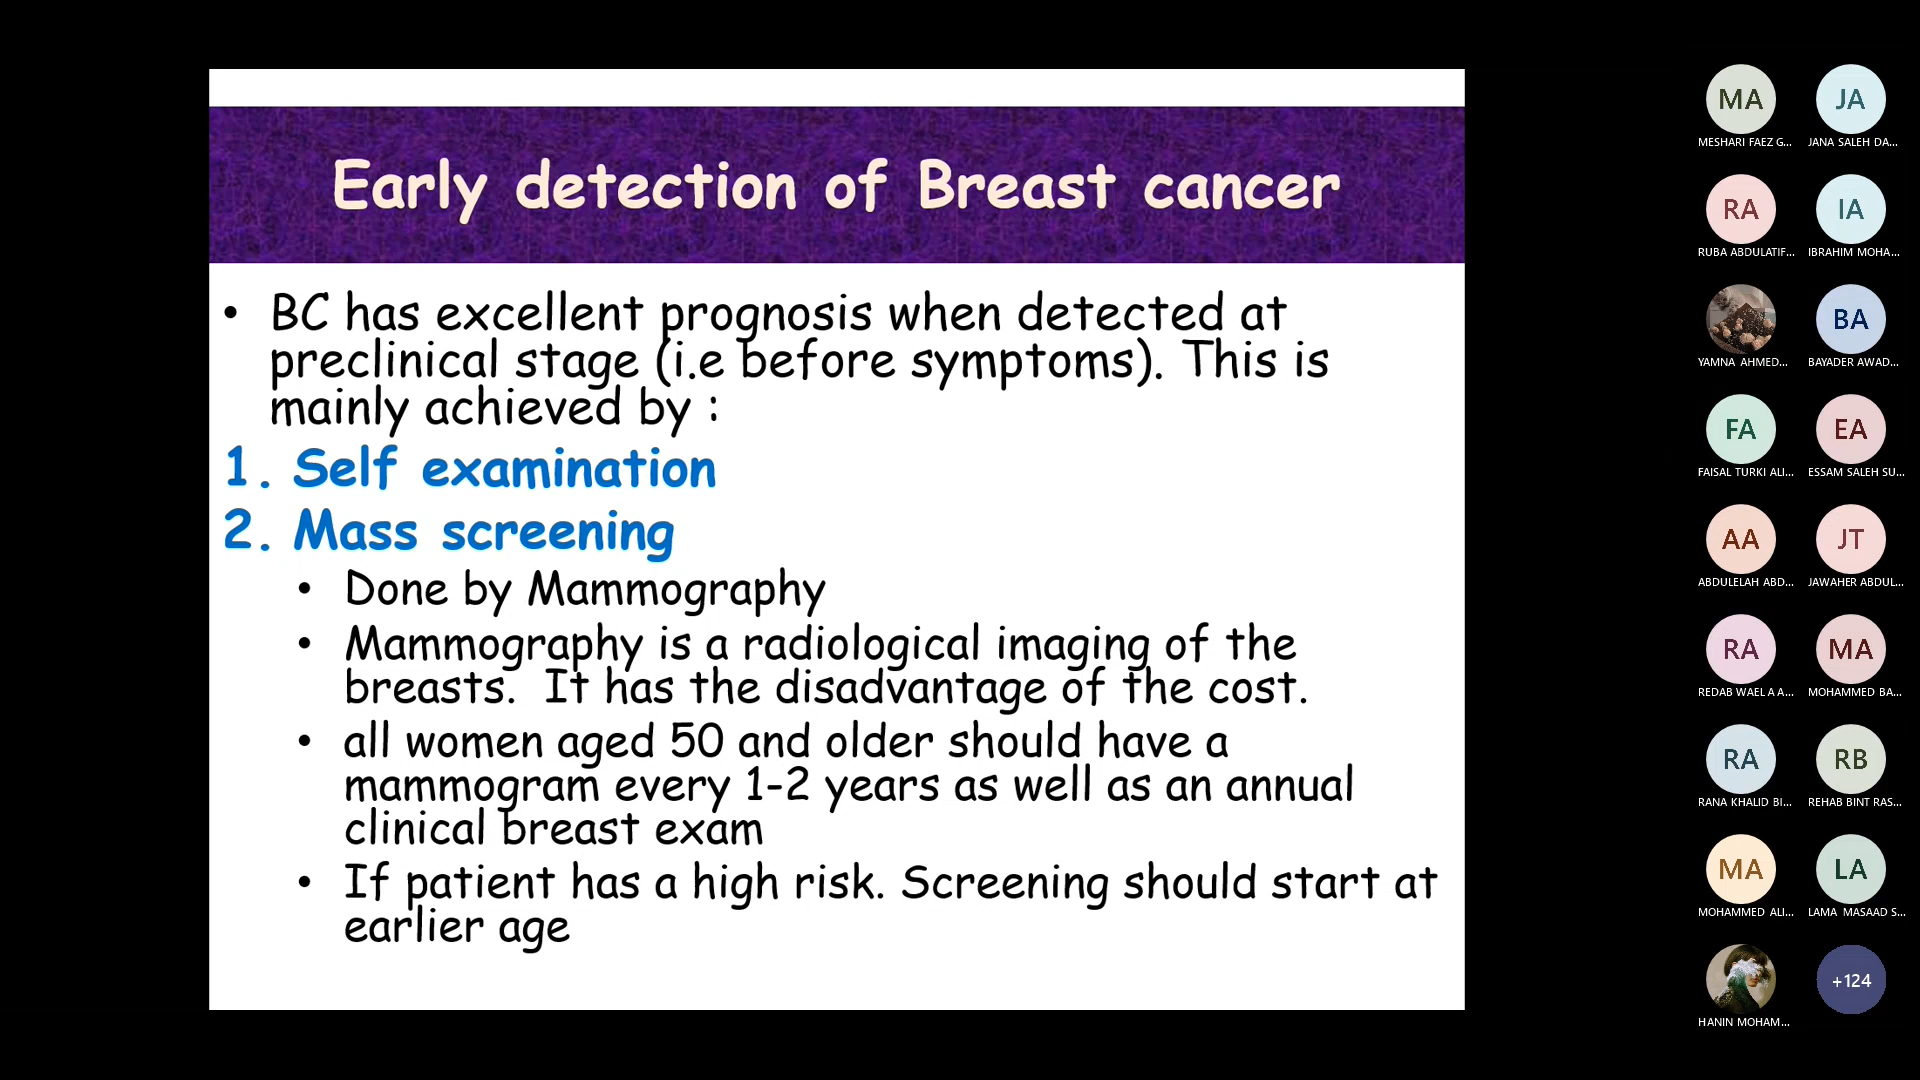 Early detection of Breast cancer
• BC has excellent prognosis when detected at
preclinical stage (i.e before symptoms). This is
mainly achieved by :
1. Self examination
2. Mass screening
• Done by Mammography
• Mammography is a radiological imaging of the
breasts. It has the disadvantage of the cost.
• all women aged 50 and older should have a
mammogram every 1-2 years as well as an annual
clinical breast exam
• If patient has a high risk. Screening should start at
earlier age
MA JA
MESHARI FAEZ G... JANA SALEH DA...
RA IA
RUBA ABDULATIF... IBRAHIM MOHA...
BA
YAMNA AHMED... BAYADER AWAD...
FA EA
FAISAL TURKI ALI... ESSAM SALEH SU...
AA JT
ABDULELAH ABD... JAWAHER ABDUL...
RA MA
REDAB WAEL A A... MOHAMMED BA...
RA RB
RANA KHALID BI... REHAB BINT RAS...
MA LA
MOHAMMED ALI... LAMA MASAAD S...
+124
HANIN MOHAM...